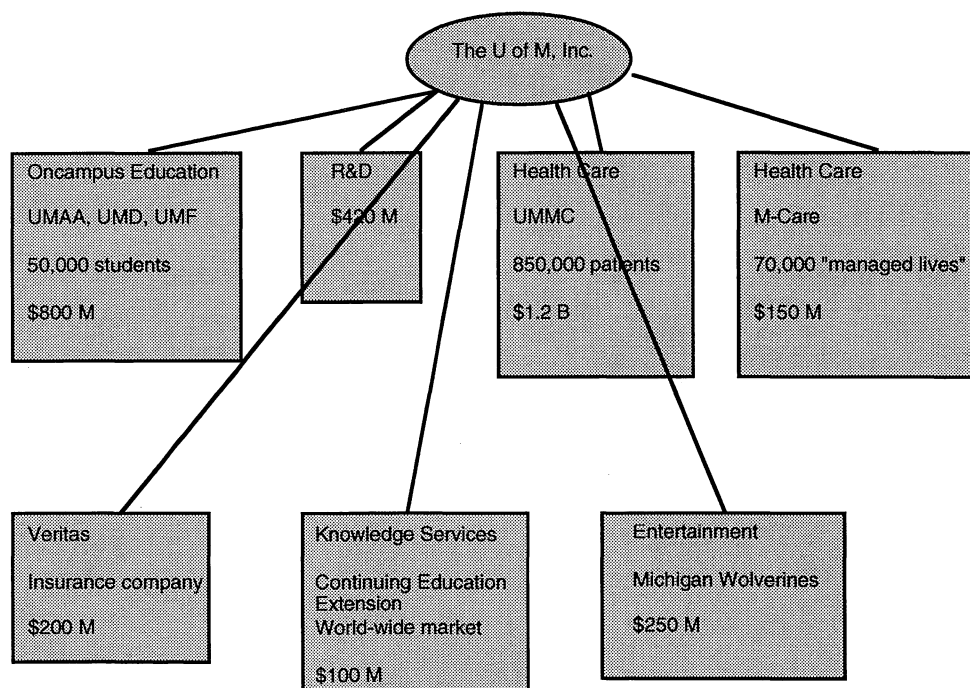 The U of M, Inc.
Oncampus Education
UMAA, UMD, UMF
50,000 students
$800 M
R&D
$420 M
Health Care
UMMC
850,000 patients
$1.2 B
Health Care
M-Care
70,000 "managed lives"
$150 M
Veritas
Insurance company
$200 M
Knowledge Services
Continuing Education
Extension
World-wide market
$100 M
Entertainment
Michigan Wolverines
$250 M